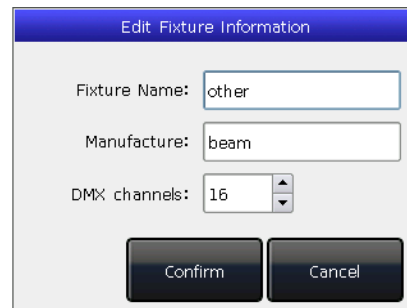 Edit Fixture Information
Fixture Name: other
Manufacture: beam
DMX channels: 16
Confirm Cancel